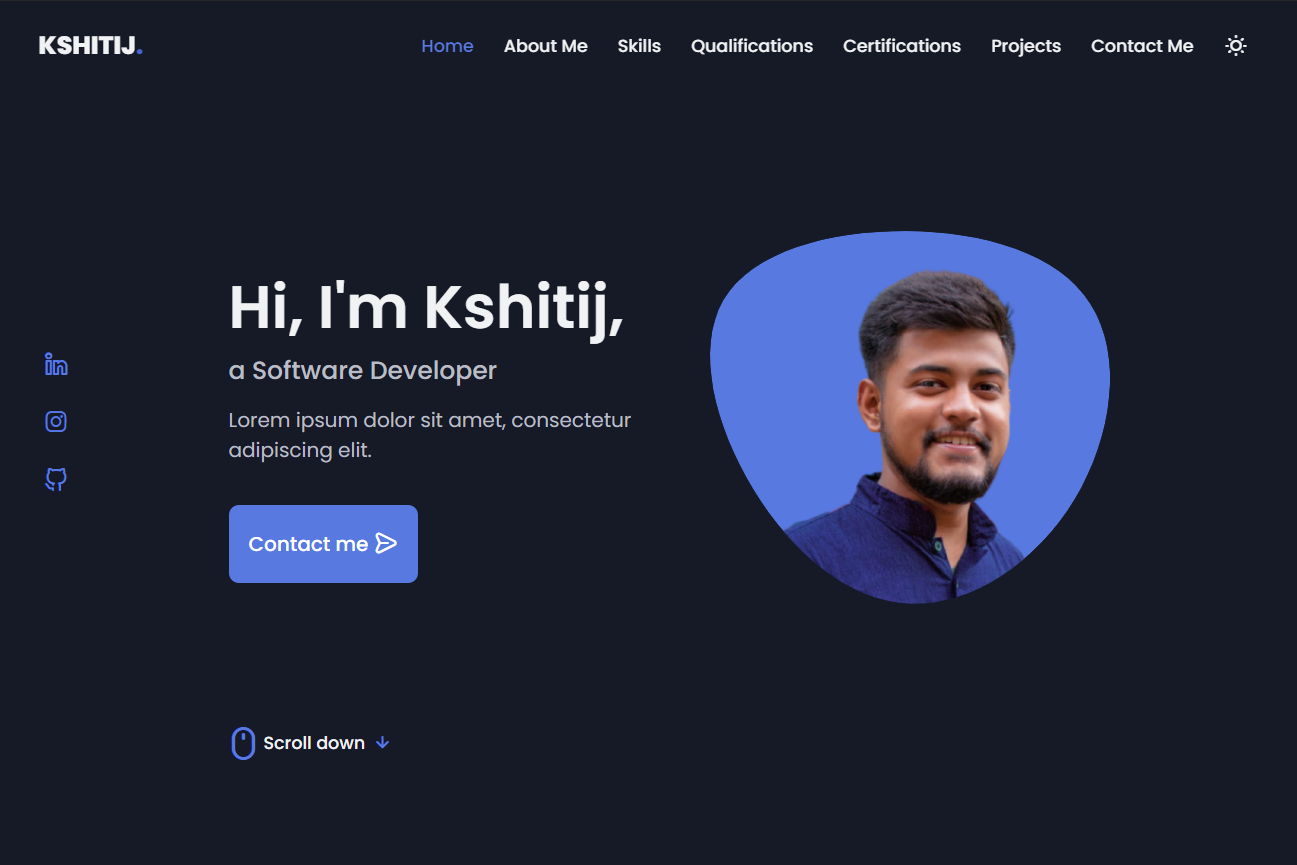 KSHITIJ.
Home About Me Skills Qualifications Certifications Projects Contact Me
Hi, I'm Kshitij,
a Software Developer
Lorem ipsum dolor sit amet, consectetur
adipiscing elit.
Contact me
Scroll down